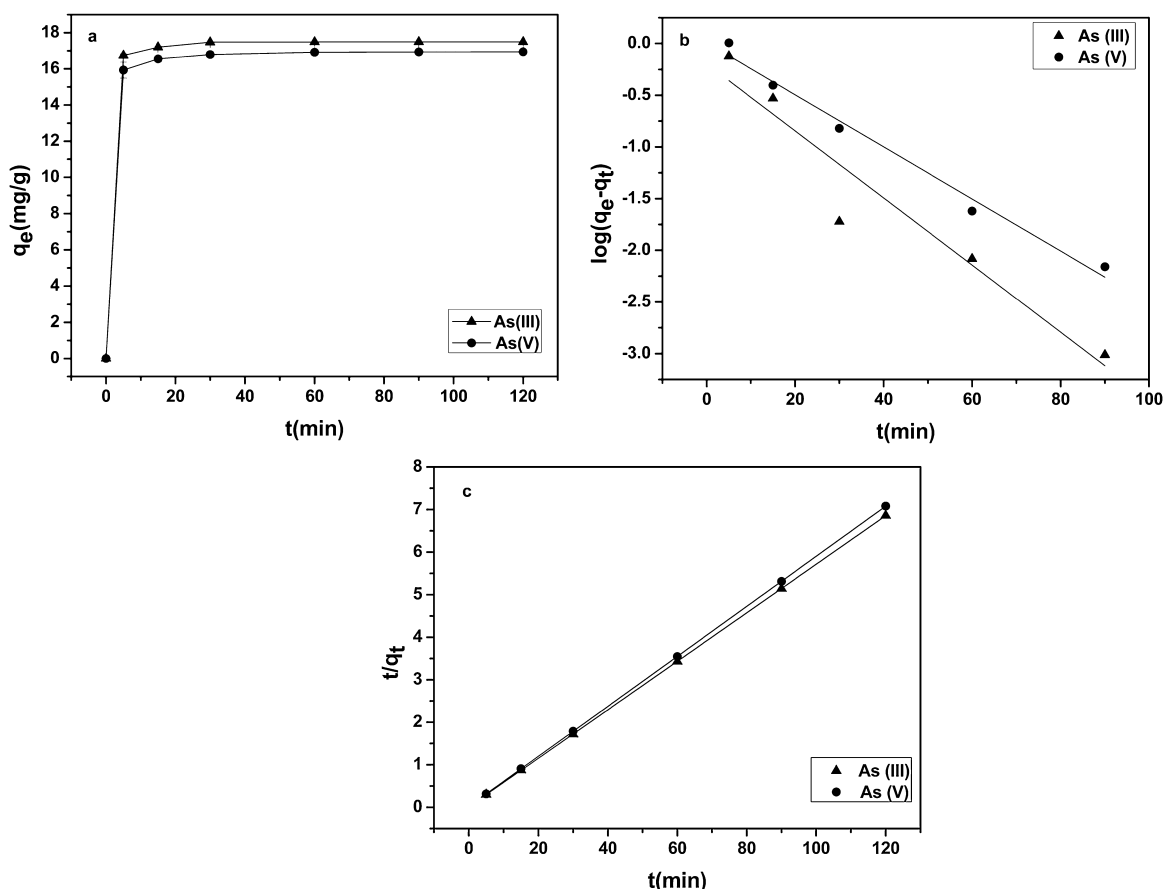 a
18
16
14
12
10
8
6
4
2
0
qe(mg/g)
As(III)
As(V)
0 20 40 60 80 100 120
t(min)
b
As (III)
As (V)
0.0
-0.5
-1.0
-1.5
-2.0
-2.5
-3.0
log(qe-qt)
0 20 40 60 80 100
t(min)
c
8
7
6
5
4
3
2
1
0
t/qt
As (III)
As (V)
0 20 40 60 80 100 120
t(min)